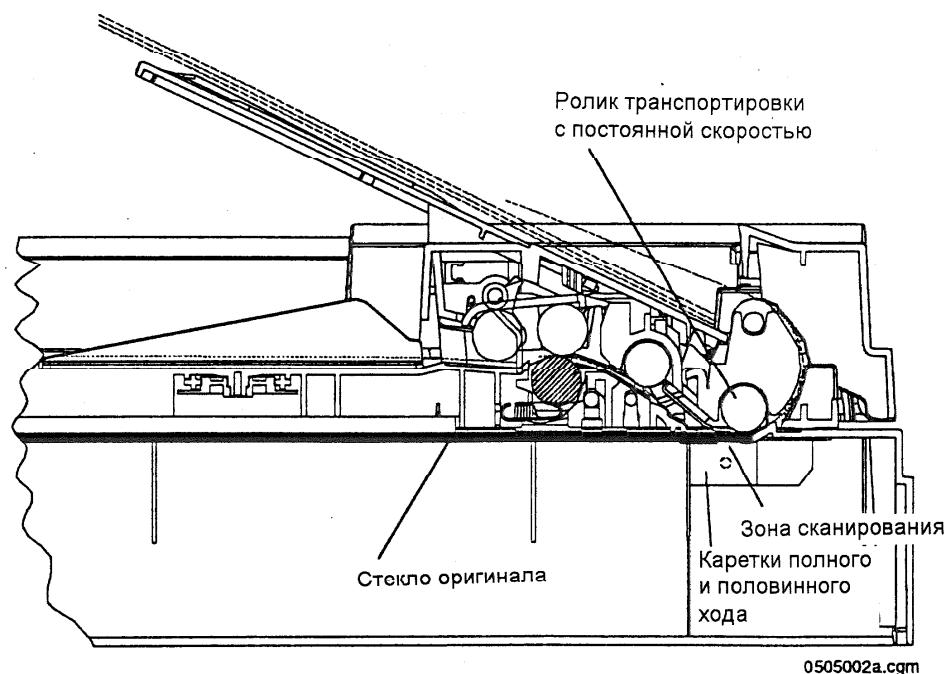 Ролик транспортировки
с постоянной скоростью
Зона сканирования
Каретки полного
и половинного
хода
Стекло оригинала
0505002a.cgm